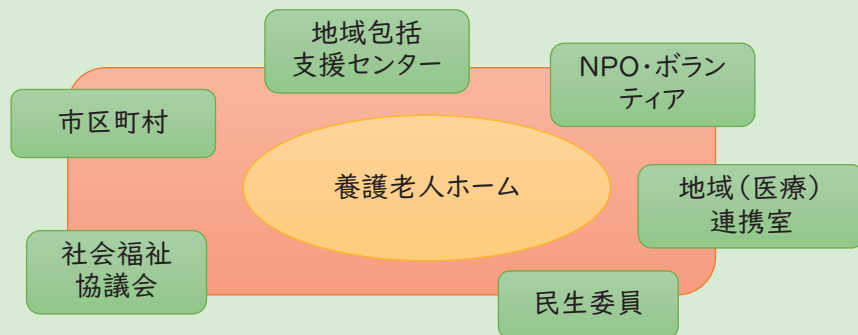 地域包括
支援センター
NPO・ボラン
ティア
市区町村
養護老人ホーム
地域（医療）
連携室
社会福祉
協議会
民生委員